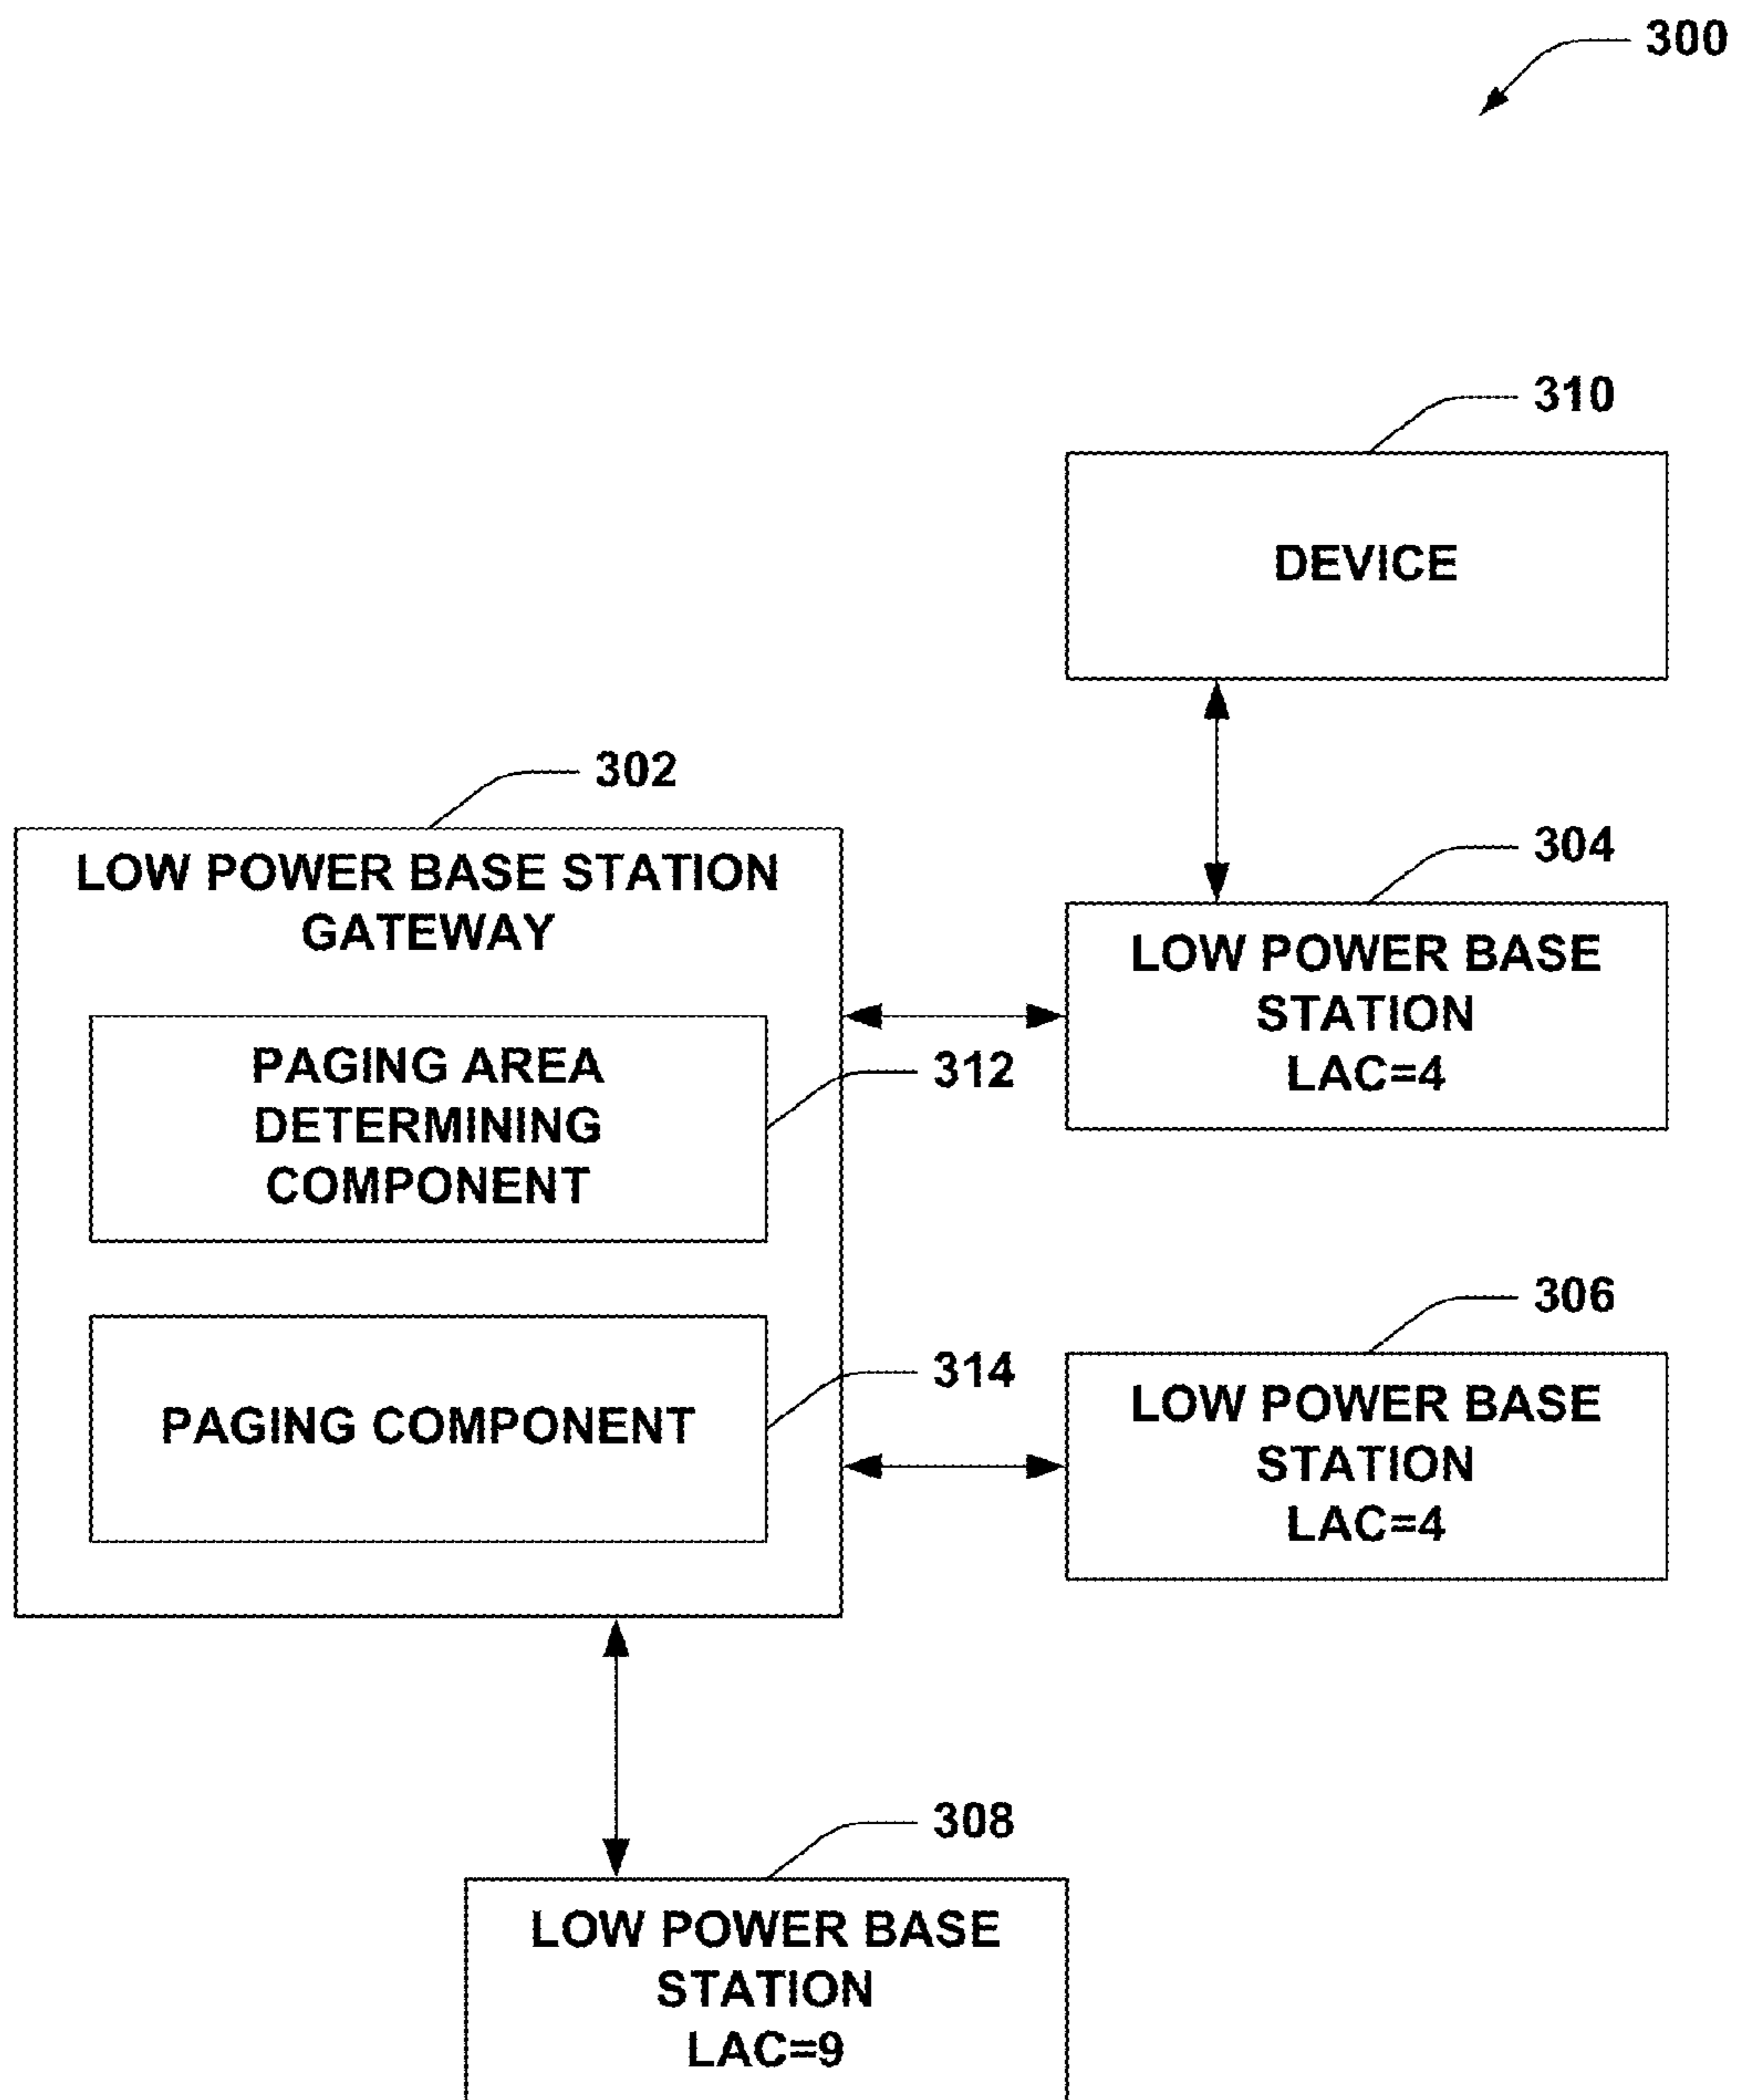 300
310
DEVICE
302
304
LOW POWER BASE STATION
GATEWAY
LOW POWER BASE
STATION
LAC=4
PAGING AREA
DETERMINING
COMPONENT
312
306
314
PAGING COMPONENT
LOW POWER BASE
STATION
LAC=4
308
LOW POWER BASE
STATION
LAC=9